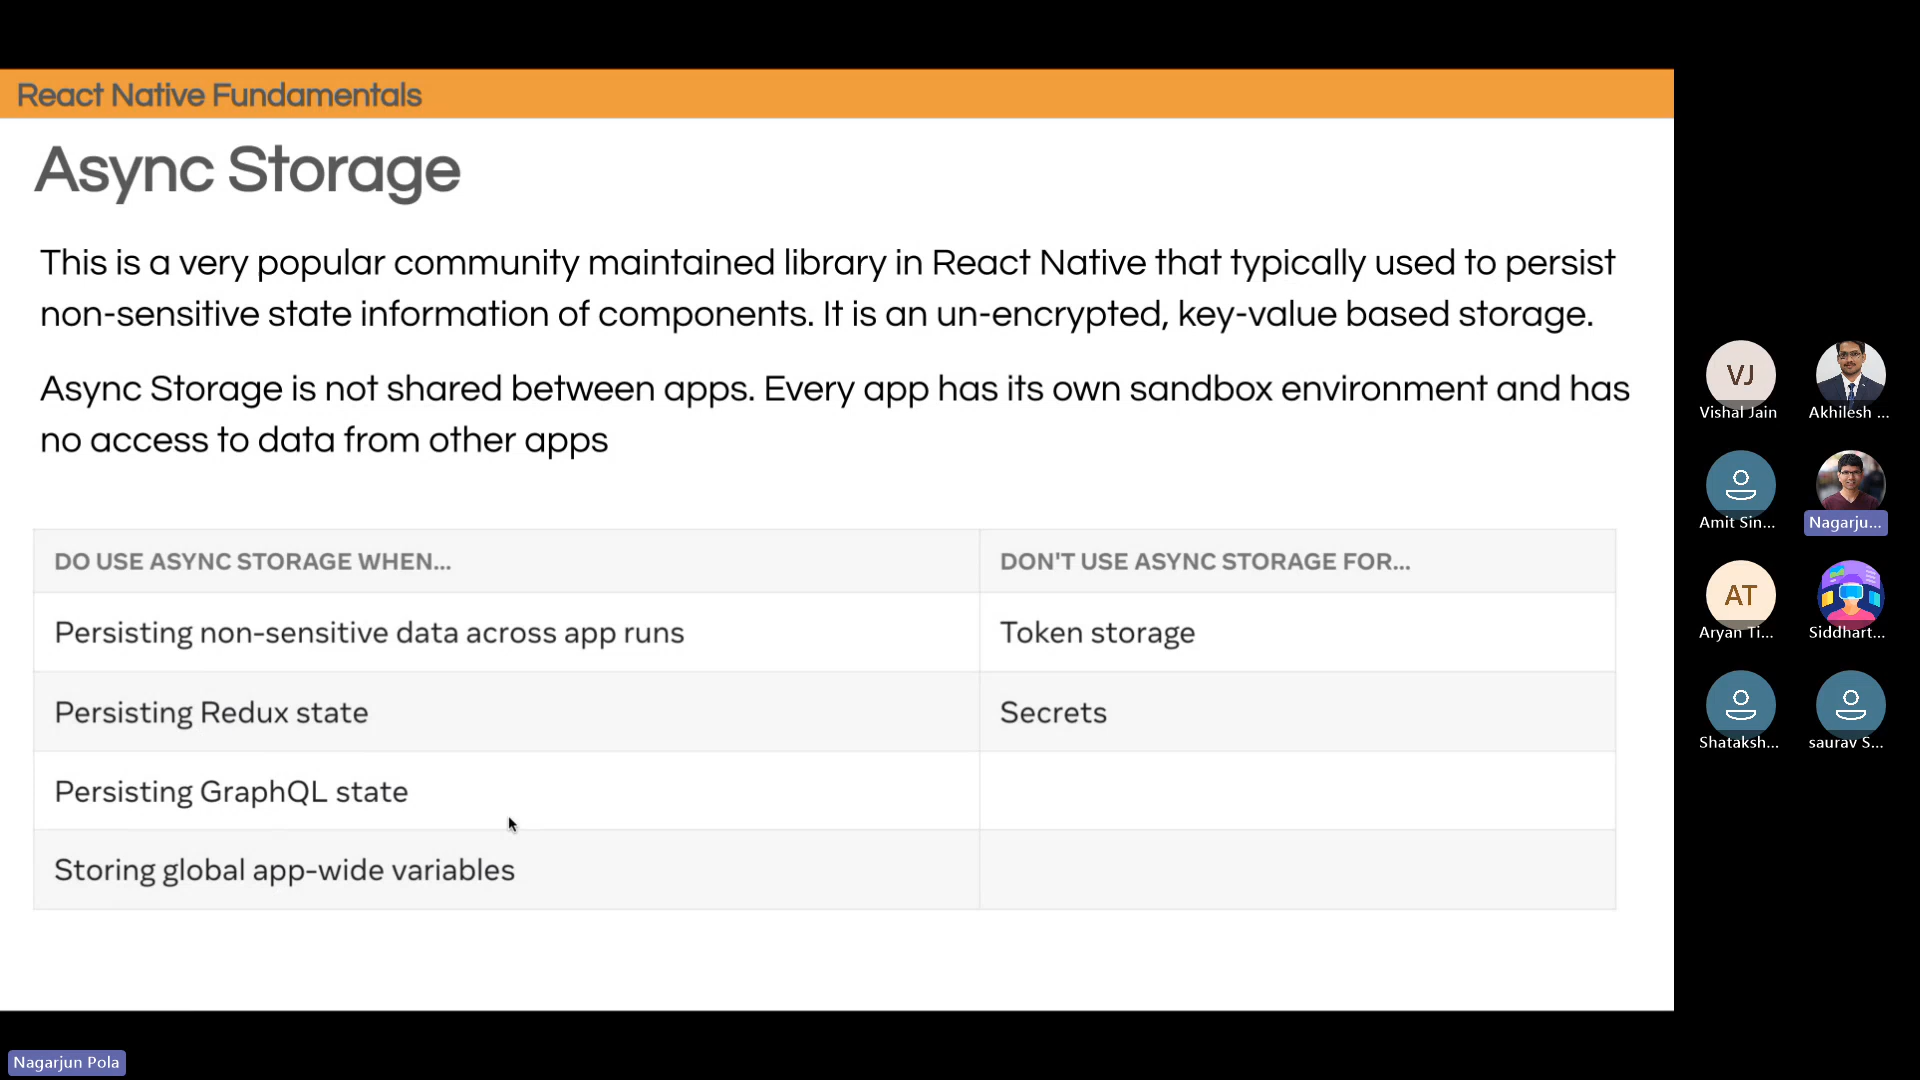 React Native Fundamentals
Async Storage
This is a very popular community maintained library in React Native that typically used to persist
non-sensitive state information of components. It is an un-encrypted, key-value based storage.
Async Storage is not shared between apps. Every app has its own sandbox environment and has
no access to data from other apps
DO USE ASYNC STORAGE WHEN...
DON'T USE ASYNC STORAGE FOR...
Persisting non-sensitive data across app runs
Token storage
Persisting Redux state
Secrets
Persisting GraphQL state
Storing global app-wide variables
VJ
Vishal Jain
Akhilesh ...
Amit Sin...
Nagarju...
AT
Aryan Ti...
Siddhart...
Shataksh...
saurav S...
Nagarjun Pola